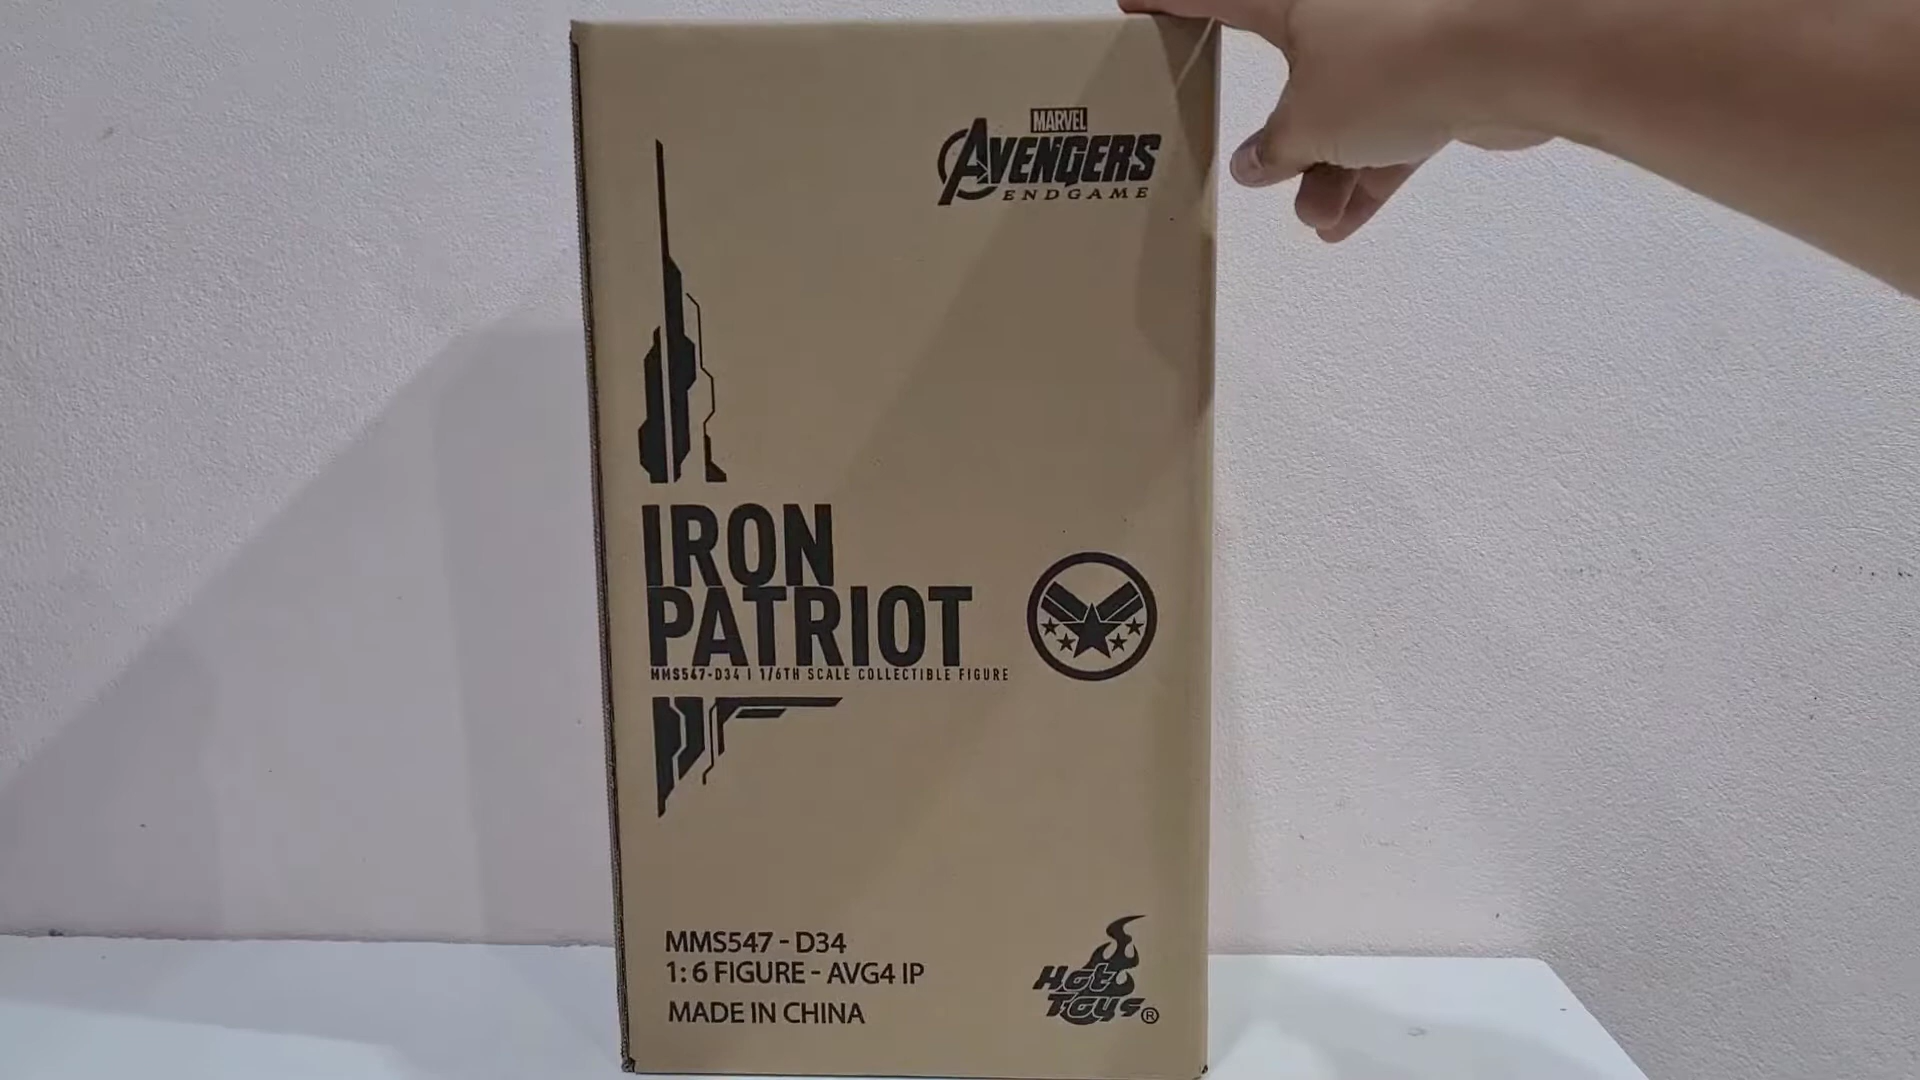 MARVEL
AVENGERS
ENDGAME
IRON
PATRIOT
MMS547-D34 | 1/6TH SCALE COLLECTIBLE FIGURE
MMS547 - D34
1: 6 FIGURE - AVG4 IP
MADE IN CHINA
Hot
Toys®